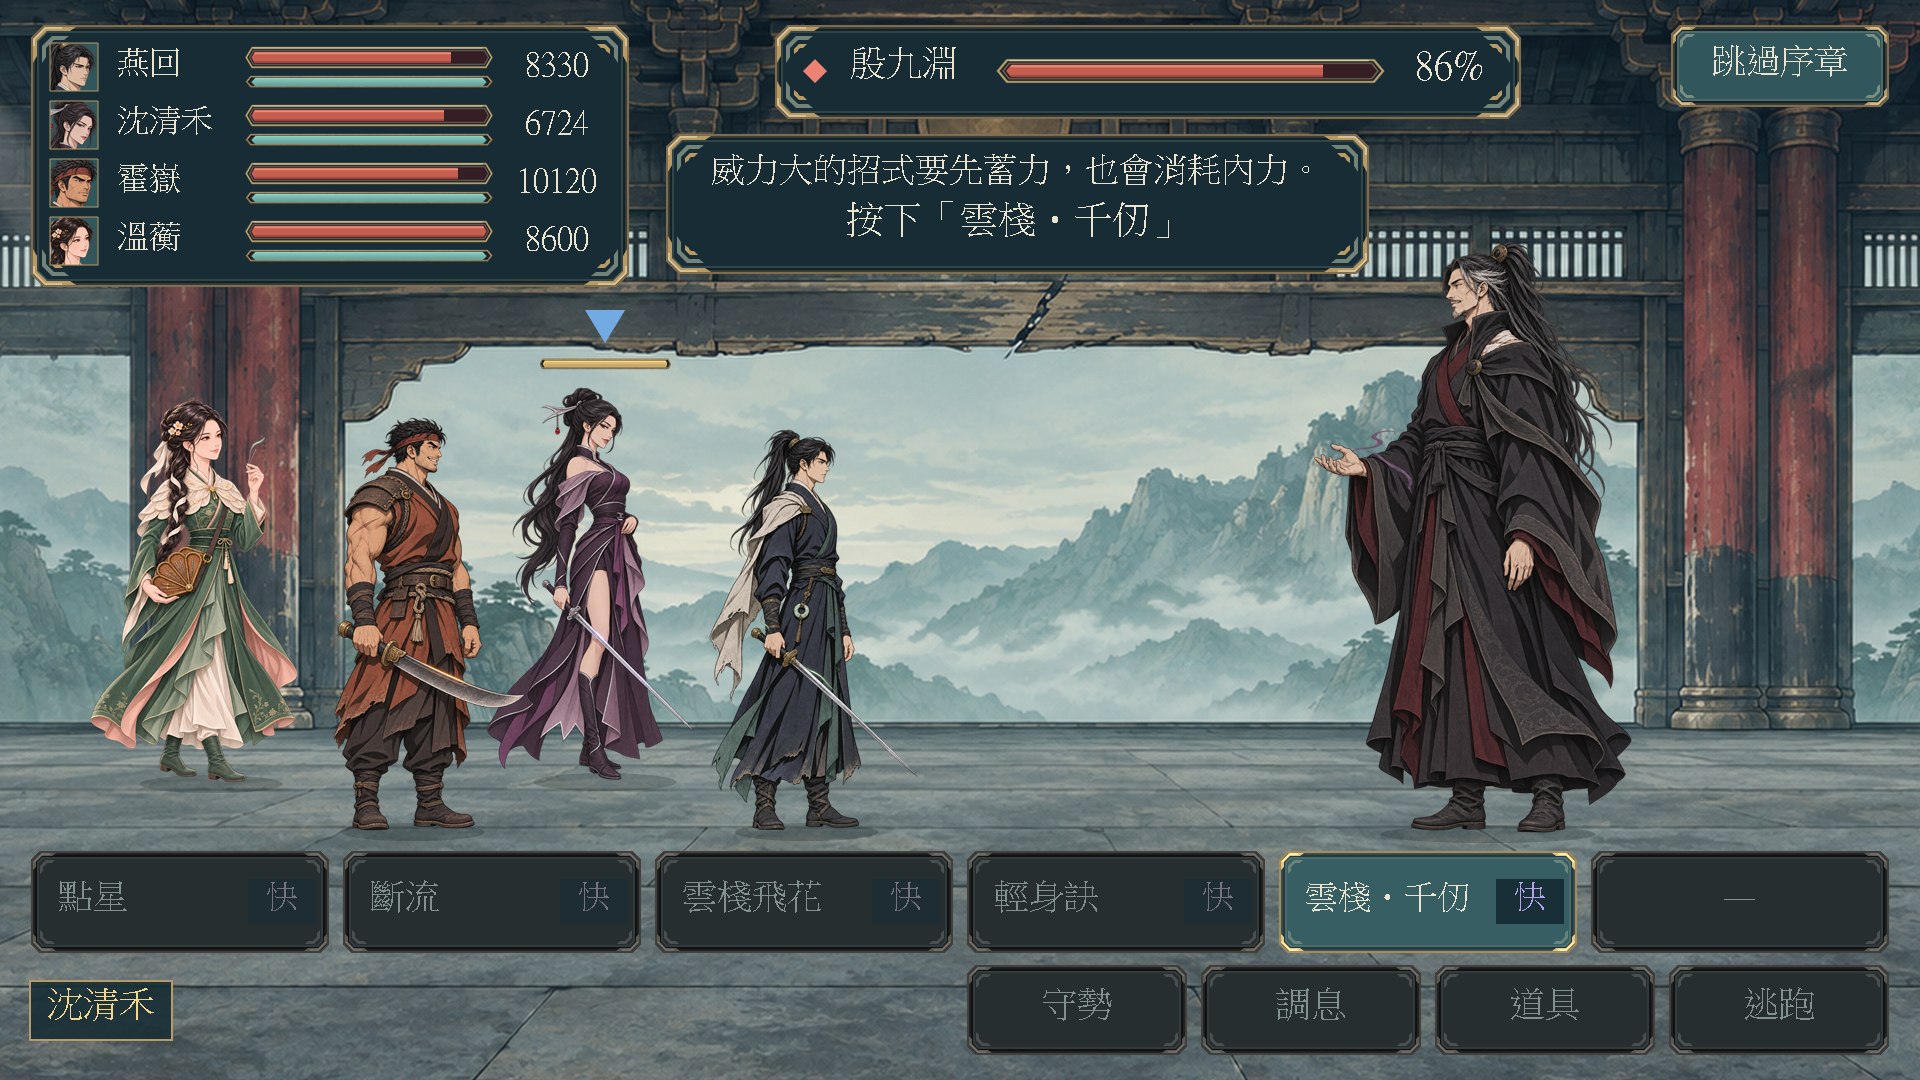 燕回 8330
沈清禾 6724
霍嶽 10120
溫蘅 8600
殷九淵 86%
跳過序章
威力大的招式要先蓄力，也會消耗內力。
按下「雲棧·千仞」
點星 快
斷流 快
雲棧飛花 快
輕身訣 快
雲棧·千仞 快
—
沈清禾
守勢
調息
道具
逃跑